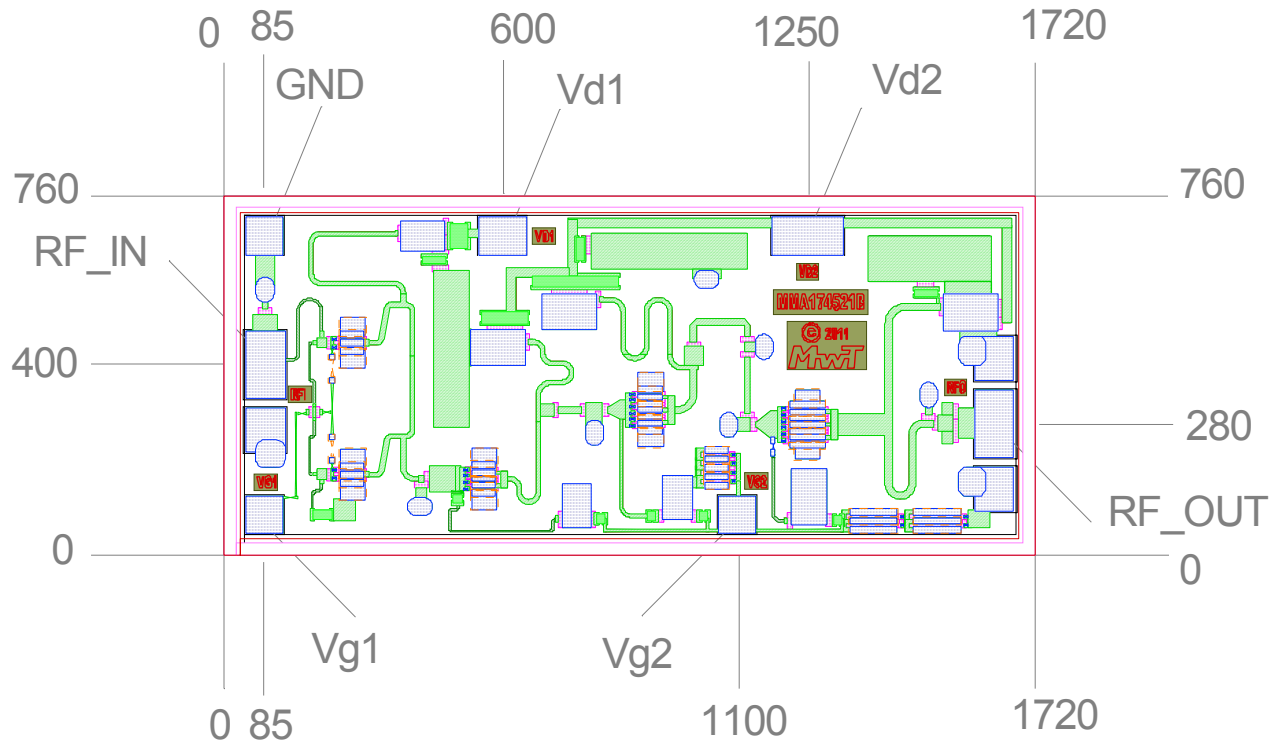 0 85 600 1250 1720
GND Vd1 Vd2
760 760
RF_IN
VD1
VD2
MMA174521B
© 2011
MwT
400
RFI RFO
280
VG1 VG2
RF_OUT
0 0
Vg1 Vg2
0 85 1100 1720